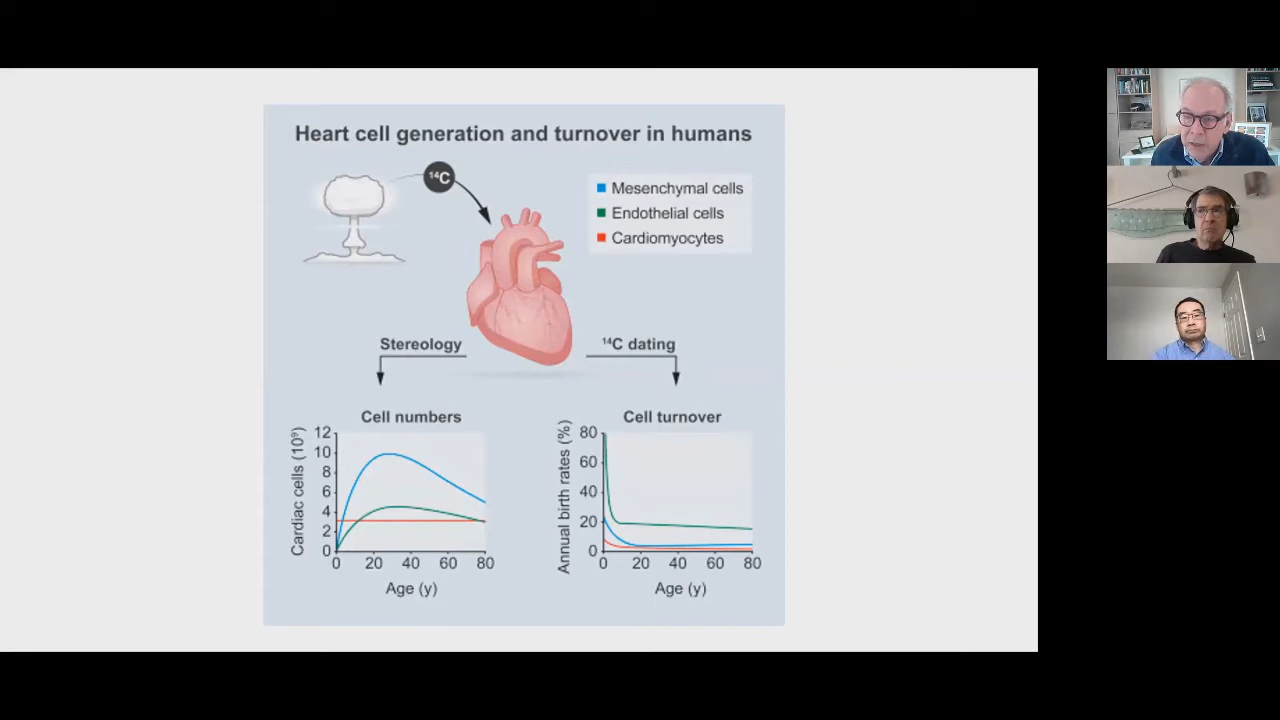 Heart cell generation and turnover in humans
¹⁴C
Mesenchymal cells
Endothelial cells
Cardiomyocytes
Stereology
¹⁴C dating
Cell numbers
Cardiac cells (10⁹)
12
10
8
6
4
2
0
0 20 40 60 80
Age (y)
Cell turnover
Annual birth rates (%)
80
60
40
20
0
0 20 40 60 80
Age (y)